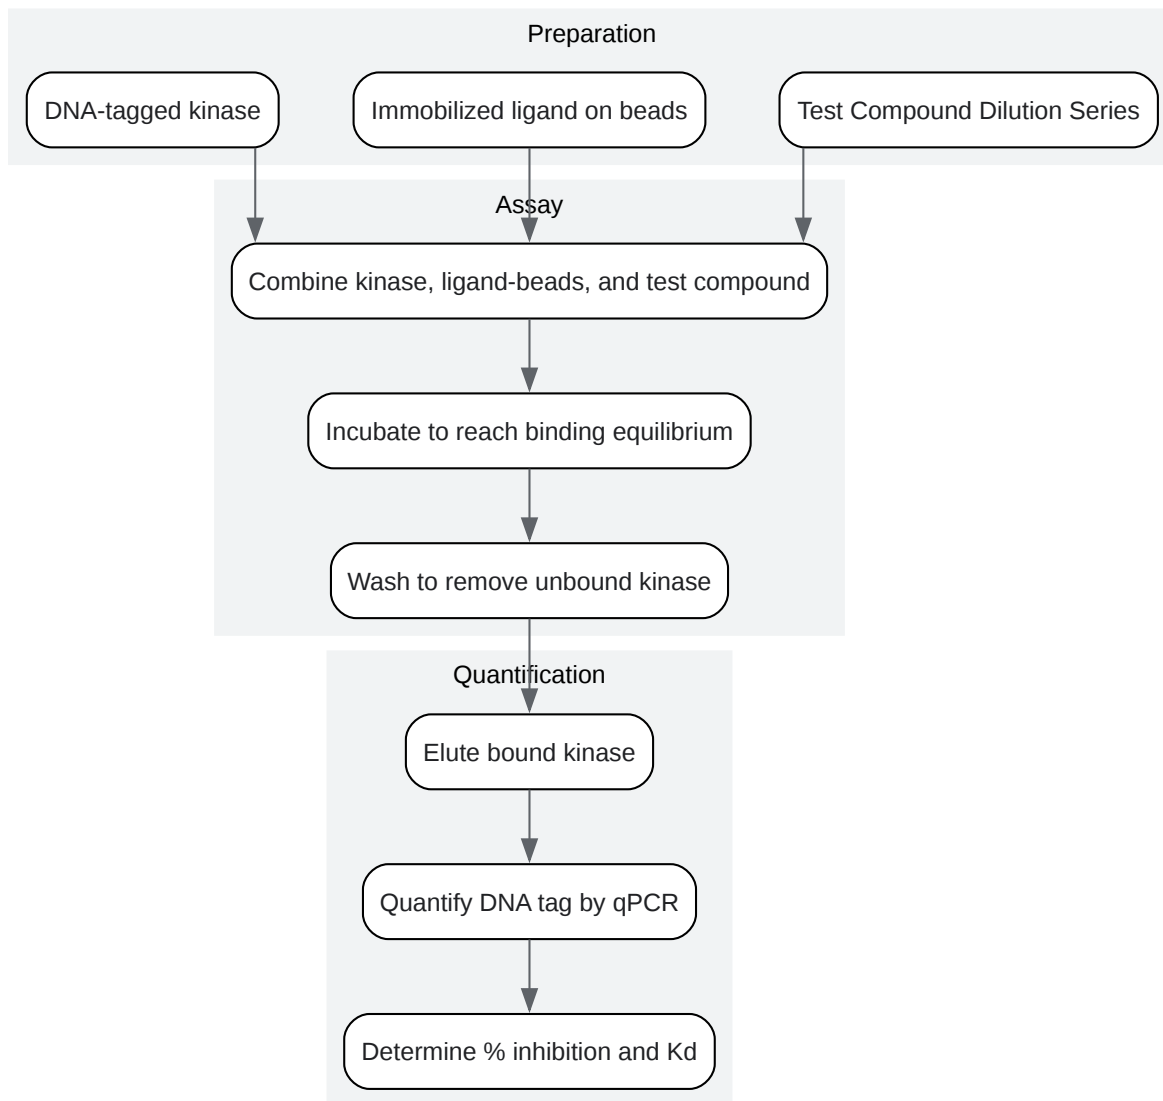 Preparation
DNA-tagged kinase
Immobilized ligand on beads
Test Compound Dilution Series
Assay
Combine kinase, ligand-beads, and test compound
Incubate to reach binding equilibrium
Wash to remove unbound kinase
Quantification
Elute bound kinase
Quantify DNA tag by qPCR
Determine % inhibition and Kd